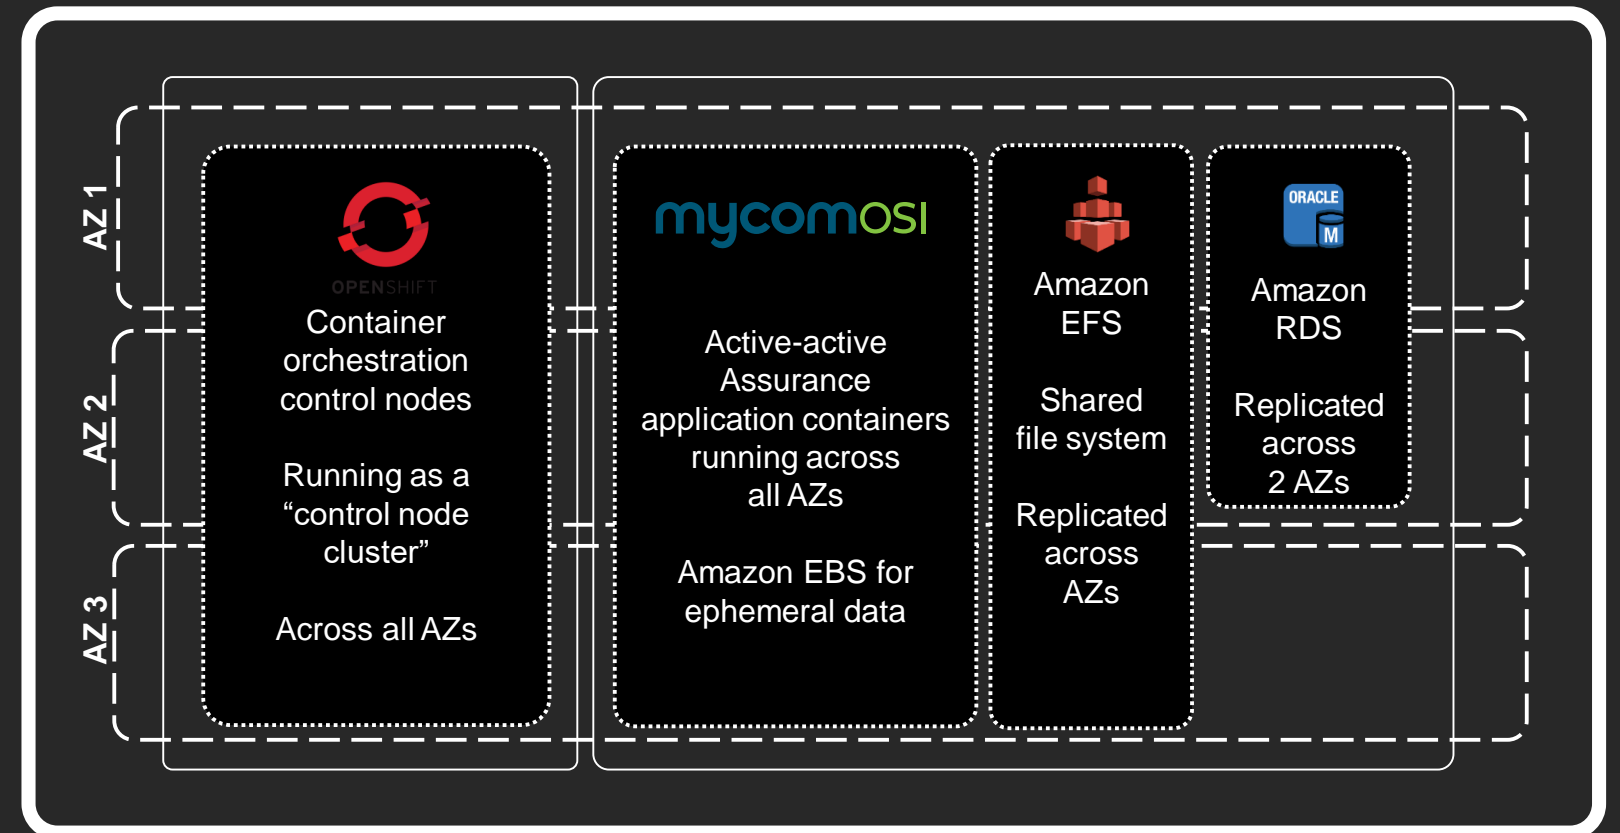 AZ 1
AZ 2
AZ 3
OPENSHIFT
Container
orchestration
control nodes
Running as a
“control node
cluster”
Across all AZs
mycomosi
Active-active
Assurance
application containers
running across
all AZs
Amazon EBS for
ephemeral data
Amazon
EFS
Shared
file system
Replicated
across
AZs
ORACLE
M
Amazon
RDS
Replicated
across
2 AZs